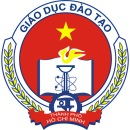 GIÁO DỤC ĐÀO TẠO
THÀNH PHỐ
HỒ CHÍ MINH